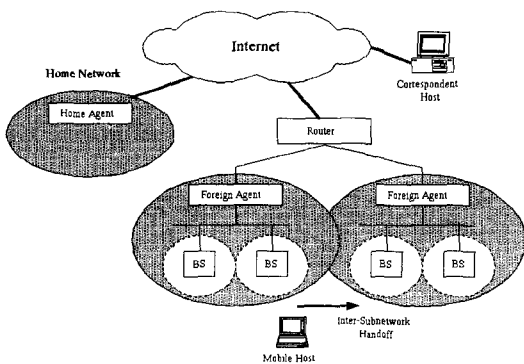 Internet
Correspondent
Host
Home Network
Home Agent
Router
Foreign Agent
Foreign Agent
BS
BS
BS
BS
Inter-Subnetwork
Handoff
Mobile Host